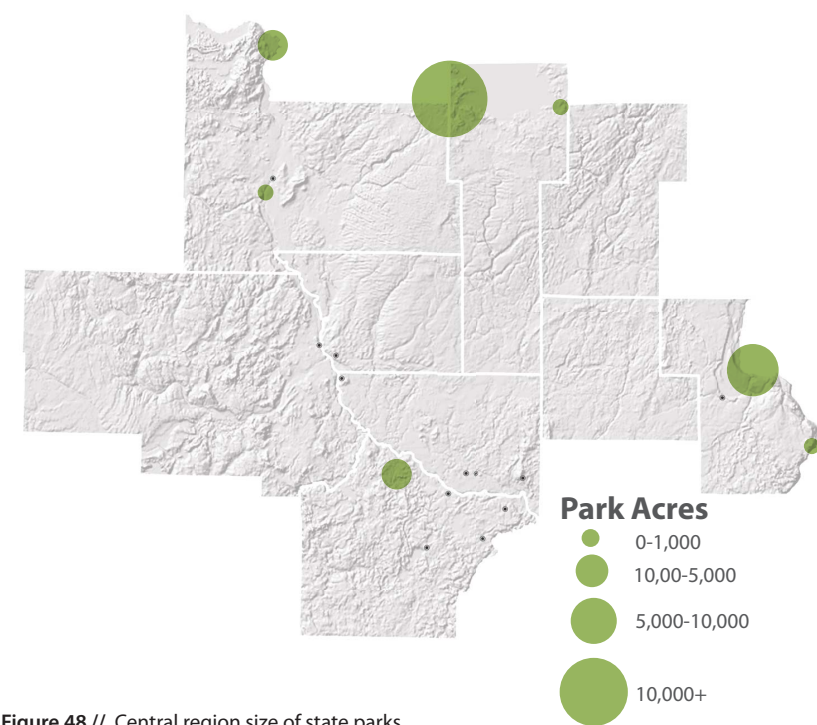 Park Acres
0-1,000
10,00-5,000
5,000-10,000
10,000+
Figure 48 // Central region size of state parks